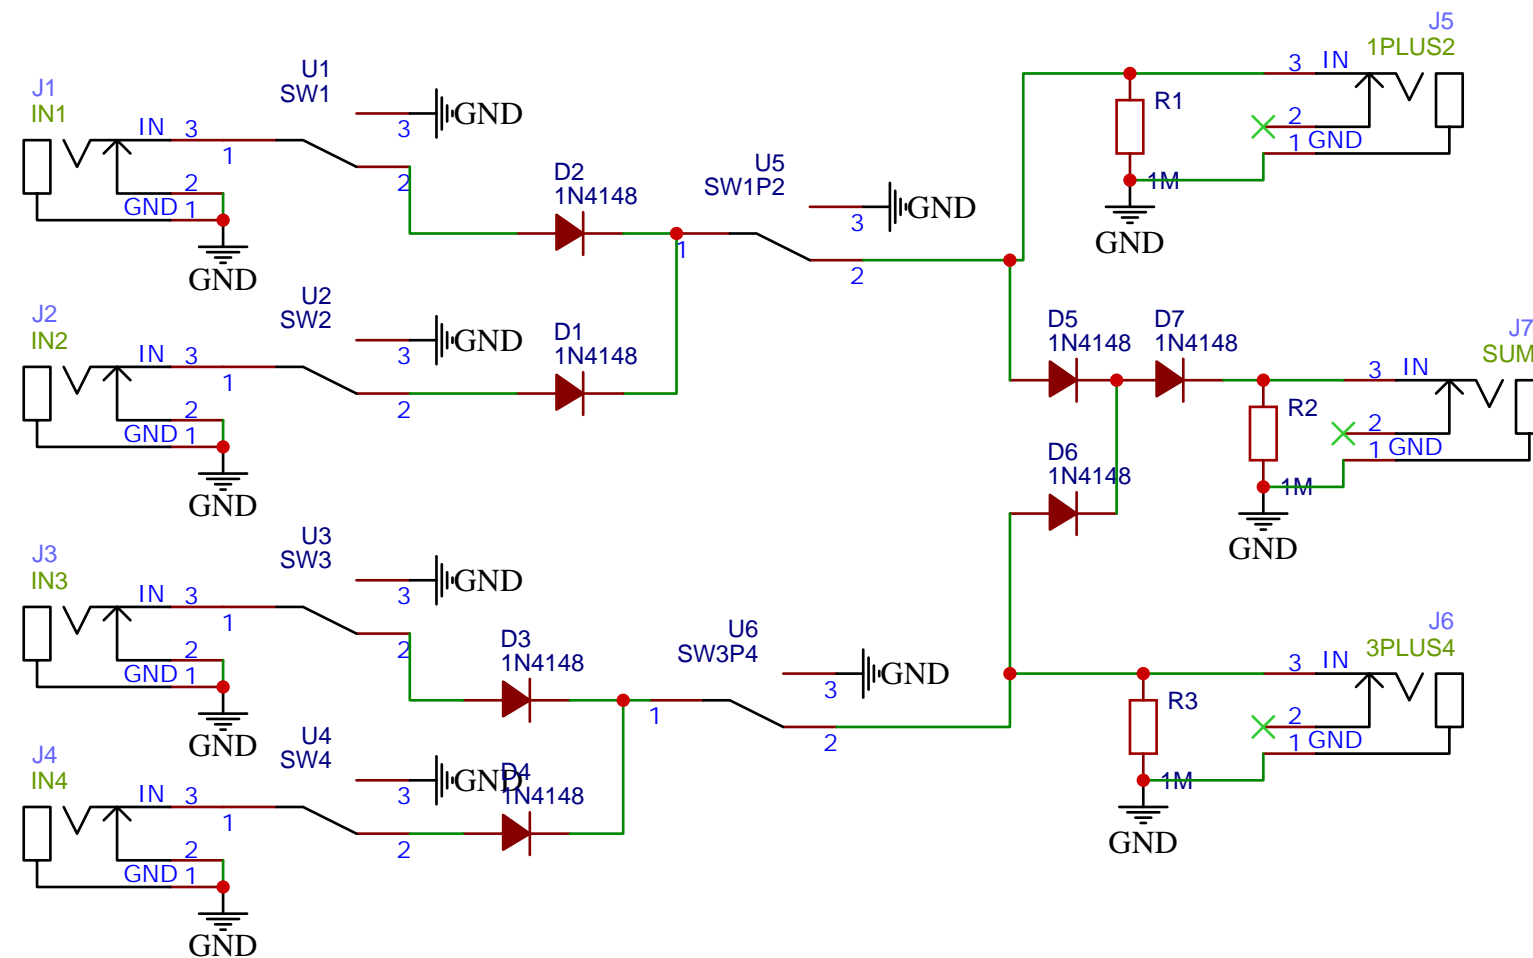 J1
IN1
IN 3
1
2
GND 1
GND
U1
SW1
3
GND
2
D2
1N4148
J2
IN2
IN 3
1
2
GND 1
GND
U2
SW2
3
GND
2
D1
1N4148
1
U5
SW1P2
3
GND
2
J3
IN3
IN 3
1
2
GND 1
GND
U3
SW3
3
GND
2
D3
1N4148
J4
IN4
IN 3
1
2
GND 1
GND
U4
SW4
3
GND
2
D4
1N4148
1
U6
SW3P4
3
GND
2
J5
1PLUS2
3 IN
2
1 GND
R1
1M
GND
D5
1N4148
D7
1N4148
D6
1N4148
J7
SUM
3 IN
2
1 GND
R2
1M
GND
J6
3PLUS4
3 IN
2
1 GND
R3
1M
GND